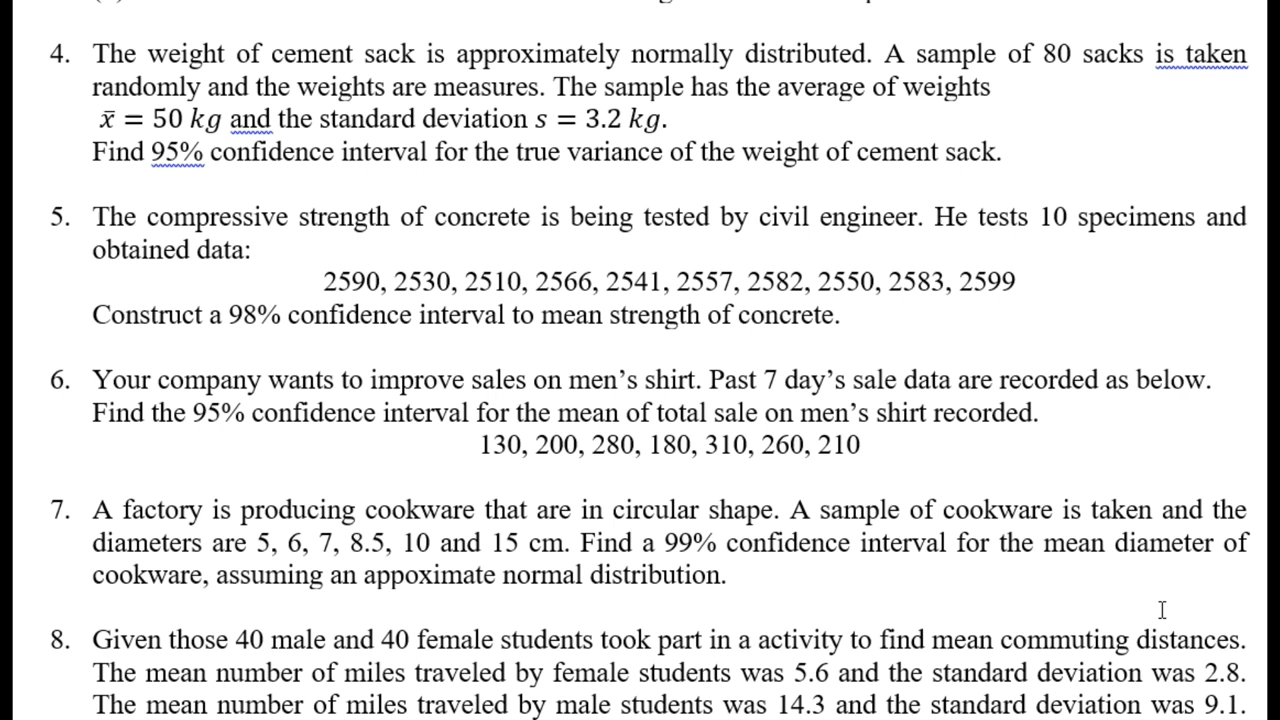 4. The weight of cement sack is approximately normally distributed. A sample of 80 sacks is taken
randomly and the weights are measures. The sample has the average of weights
x̄ = 50 kg and the standard deviation s = 3.2 kg.
Find 95% confidence interval for the true variance of the weight of cement sack.
5. The compressive strength of concrete is being tested by civil engineer. He tests 10 specimens and
obtained data:
2590, 2530, 2510, 2566, 2541, 2557, 2582, 2550, 2583, 2599
Construct a 98% confidence interval to mean strength of concrete.
6. Your company wants to improve sales on men’s shirt. Past 7 day’s sale data are recorded as below.
Find the 95% confidence interval for the mean of total sale on men’s shirt recorded.
130, 200, 280, 180, 310, 260, 210
7. A factory is producing cookware that are in circular shape. A sample of cookware is taken and the
diameters are 5, 6, 7, 8.5, 10 and 15 cm. Find a 99% confidence interval for the mean diameter of
cookware, assuming an appoximate normal distribution.
8. Given those 40 male and 40 female students took part in a activity to find mean commuting distances.
The mean number of miles traveled by female students was 5.6 and the standard deviation was 2.8.
The mean number of miles traveled by male students was 14.3 and the standard deviation was 9.1.